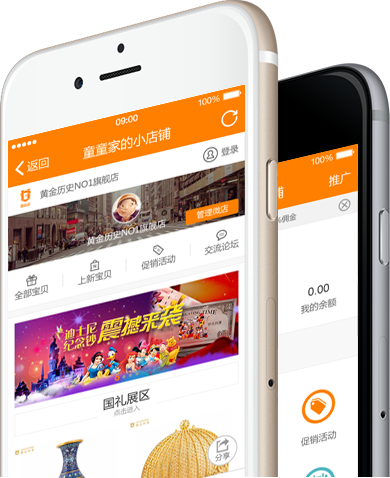 100%
09:00
返回
童童家的小店铺
黄金历史NO1旗舰店
登录
黄金历史NO1旗舰店
管理微店
全部宝贝
上新宝贝
促销活动
交流论坛
迪士尼
纪念钞
震撼来袭
国礼展区
点击进入
分享
100%
铺
推广
%佣金
0.00
我的余额
促销活动